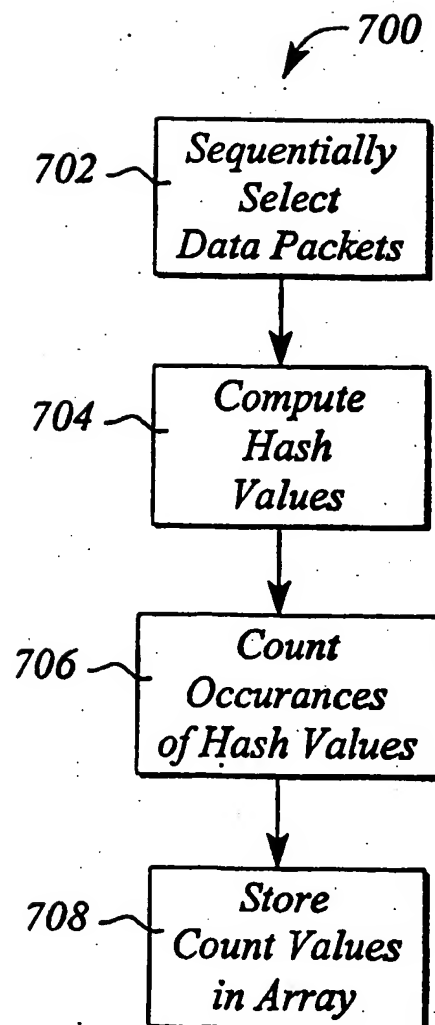 700
702
Sequentially
Select
Data Packets
704
Compute
Hash
Values
706
Count
Occurances
of Hash Values
708
Store
Count Values
in Array